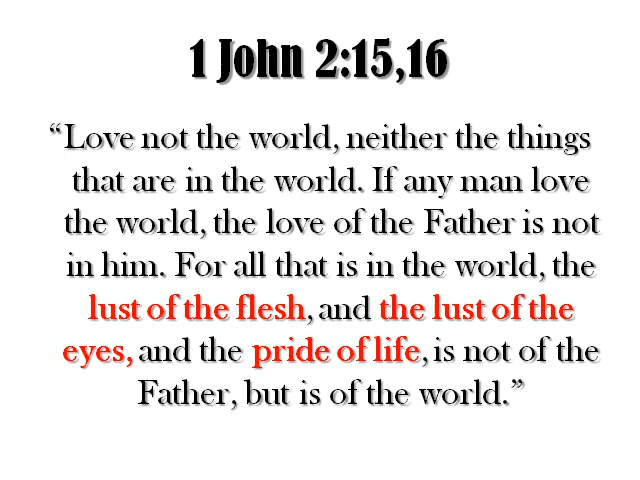 1 John 2:15,16
“Love not the world, neither the things
that are in the world. If any man love
the world, the love of the Father is not
in him. For all that is in the world, the
lust of the flesh, and the lust of the
eyes, and the pride of life, is not of the
Father, but is of the world.”